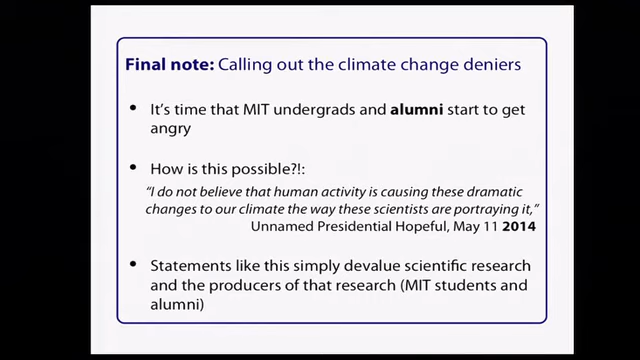 Final note: Calling out the climate change deniers
• It's time that MIT undergrads and alumni start to get
angry
• How is this possible?!:
“I do not believe that human activity is causing these dramatic
changes to our climate the way these scientists are portraying it,”
Unnamed Presidential Hopeful, May 11 2014
• Statements like this simply devalue scientific research
and the producers of that research (MIT students and
alumni)